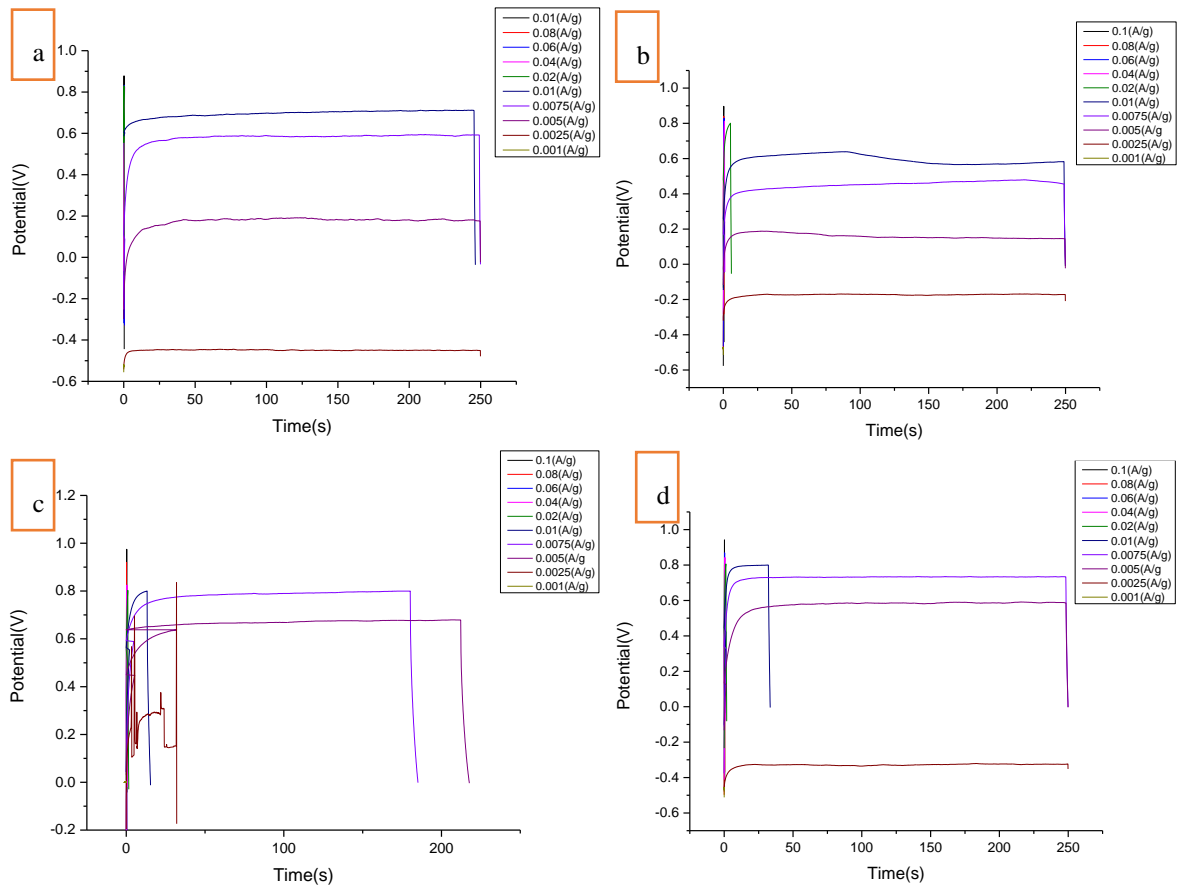 a
0.01(A/g)
0.08(A/g)
0.06(A/g)
0.04(A/g)
0.02(A/g)
0.01(A/g)
0.0075(A/g)
0.005(A/g)
0.0025(A/g)
0.001(A/g)
1.0
0.8
0.6
0.4
0.2
0.0
-0.2
-0.4
-0.6
Potential(V)
0 50 100 150 200 250
Time(s)
b
0.1(A/g)
0.08(A/g)
0.06(A/g)
0.04(A/g)
0.02(A/g)
0.01(A/g)
0.0075(A/g)
0.005(A/g
0.0025(A/g)
0.001(A/g)
1.0
0.8
0.6
0.4
0.2
0.0
-0.2
-0.4
-0.6
Potential(V)
0 50 100 150 200 250
Time(s)
c
0.1(A/g)
0.08(A/g)
0.06(A/g)
0.04(A/g)
0.02(A/g)
0.01(A/g)
0.0075(A/g)
0.005(A/g
0.0025(A/g)
0.001(A/g)
1.2
1.0
0.8
0.6
0.4
0.2
0.0
-0.2
Potential(V)
0 100 200
Time(s)
d
0.1(A/g)
0.08(A/g)
0.06(A/g)
0.04(A/g)
0.02(A/g)
0.01(A/g)
0.0075(A/g)
0.005(A/g
0.0025(A/g)
0.001(A/g)
1.0
0.8
0.6
0.4
0.2
0.0
-0.2
-0.4
-0.6
Potential(V)
0 50 100 150 200 250
Time(s)